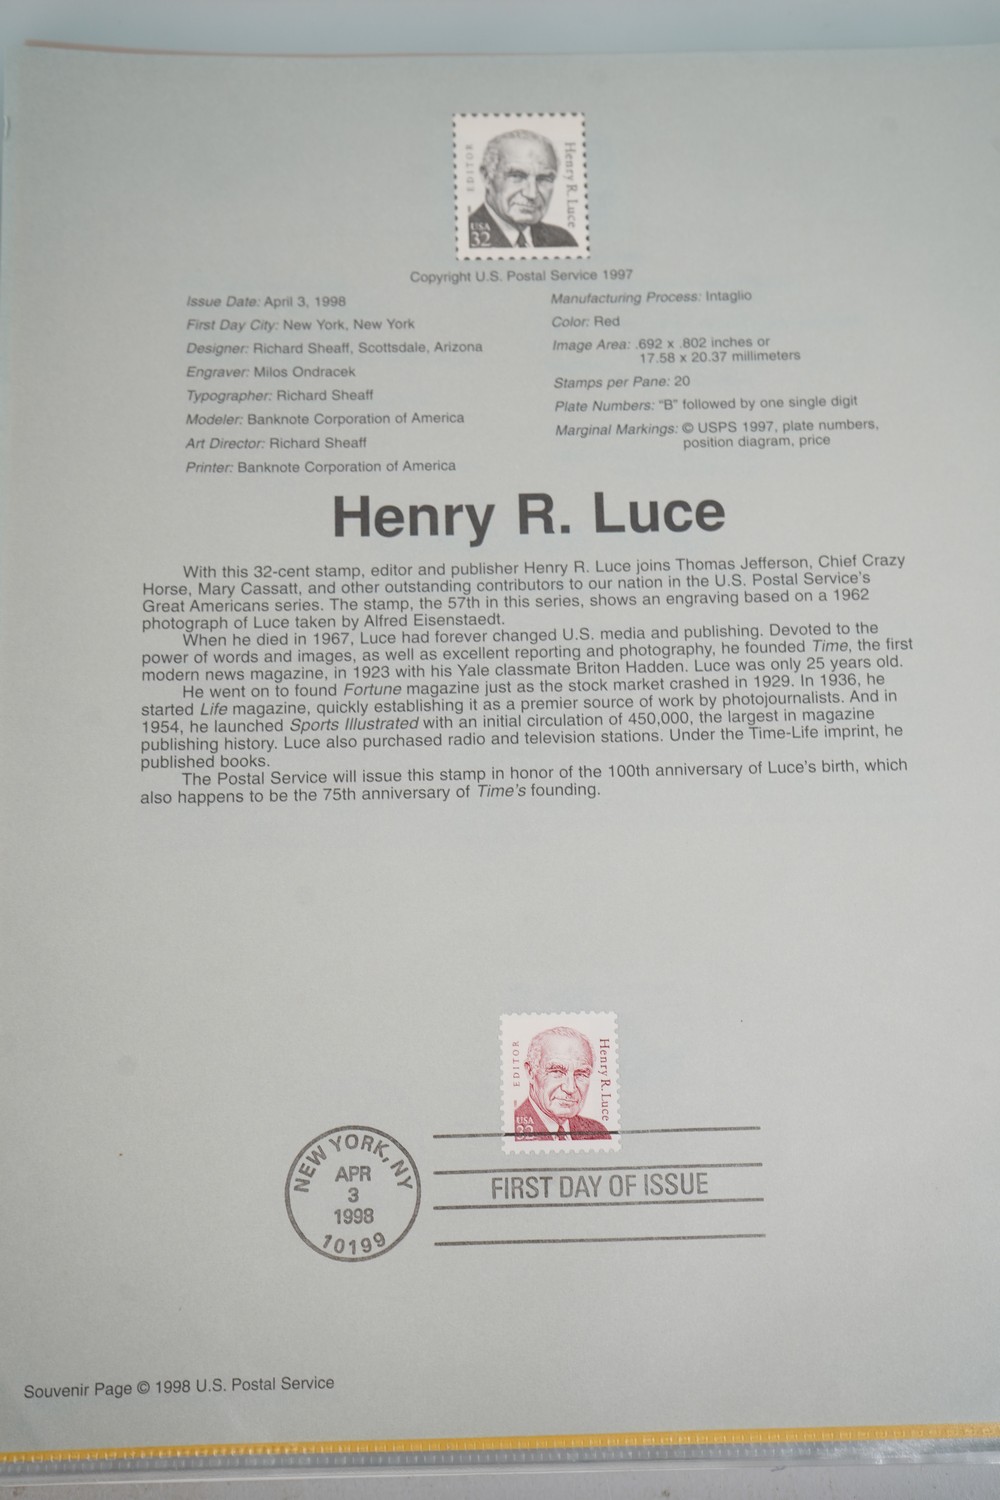 EDITOR
Henry R. Luce
USA
32
Copyright U.S. Postal Service 1997
Issue Date: April 3, 1998
First Day City: New York, New York
Designer: Richard Sheaff, Scottsdale, Arizona
Engraver: Milos Ondracek
Typographer: Richard Sheaff
Modeler: Banknote Corporation of America
Art Director: Richard Sheaff
Printer: Banknote Corporation of America
Manufacturing Process: Intaglio
Color: Red
Image Area: .692 x .802 inches or
17.58 x 20.37 millimeters
Stamps per Pane: 20
Plate Numbers: “B” followed by one single digit
Marginal Markings: © USPS 1997, plate numbers,
position diagram, price
Henry R. Luce
With this 32-cent stamp, editor and publisher Henry R. Luce joins Thomas Jefferson, Chief Crazy
Horse, Mary Cassatt, and other outstanding contributors to our nation in the U.S. Postal Service’s
Great Americans series. The stamp, the 57th in this series, shows an engraving based on a 1962
photograph of Luce taken by Alfred Eisenstaedt.
When he died in 1967, Luce had forever changed U.S. media and publishing. Devoted to the
power of words and images, as well as excellent reporting and photography, he founded Time, the first
modern news magazine, in 1923 with his Yale classmate Briton Hadden. Luce was only 25 years old.
He went on to found Fortune magazine just as the stock market crashed in 1929. In 1936, he
started Life magazine, quickly establishing it as a premier source of work by photojournalists. And in
1954, he launched Sports Illustrated with an initial circulation of 450,000, the largest in magazine
publishing history. Luce also purchased radio and television stations. Under the Time-Life imprint, he
published books.
The Postal Service will issue this stamp in honor of the 100th anniversary of Luce’s birth, which
also happens to be the 75th anniversary of Time’s founding.
EDITOR
Henry R. Luce
USA
32
NEW YORK, NY
APR
3
1998
10199
FIRST DAY OF ISSUE
Souvenir Page © 1998 U.S. Postal Service